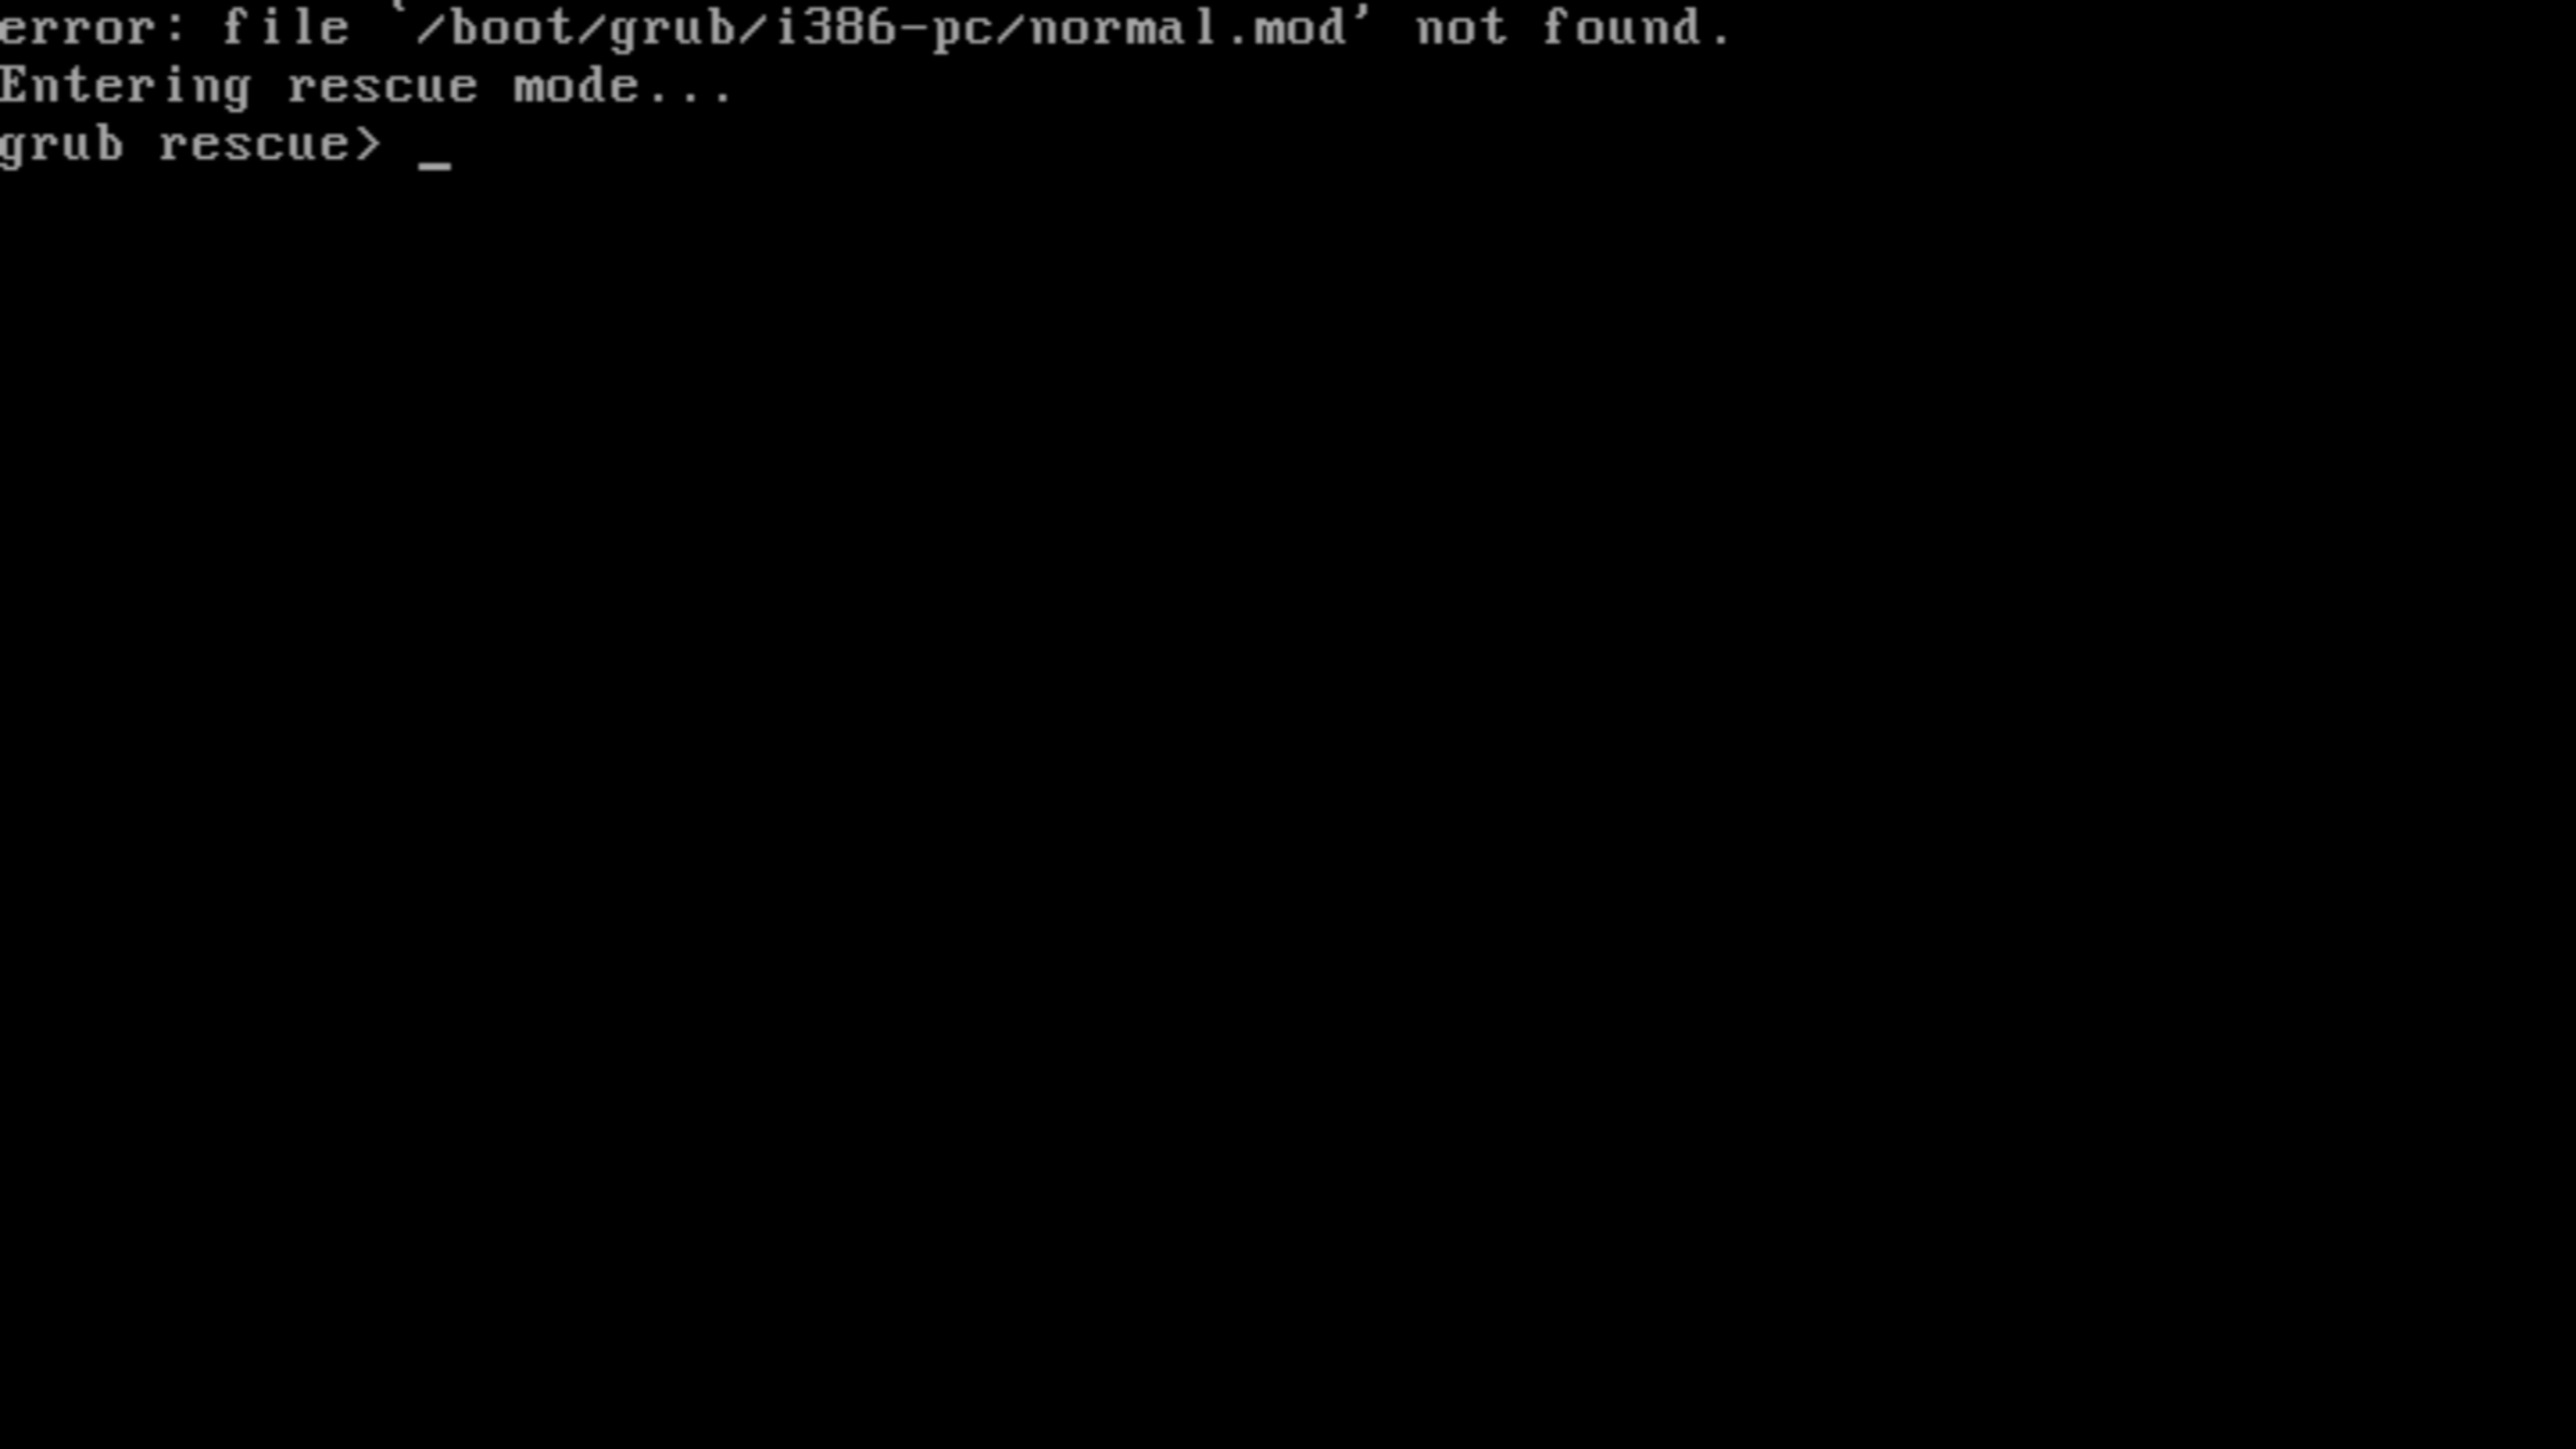 error: file `/boot/grub/i386-pc/normal.mod' not found.
Entering rescue mode...
grub rescue> _